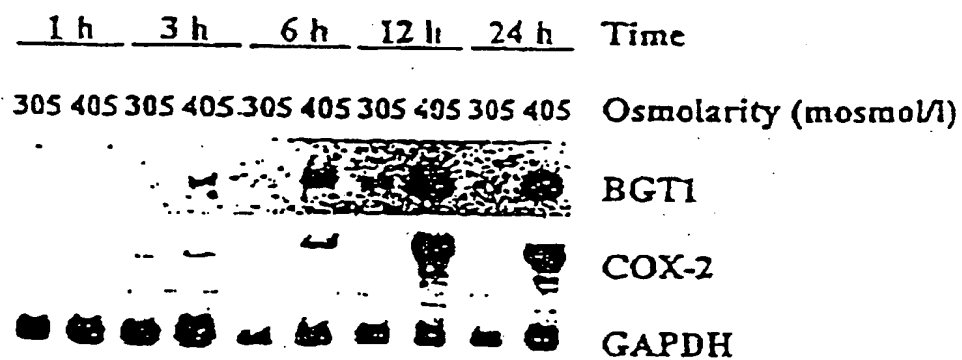 1 h 3 h 6 h 12 h 24 h Time
305 405 305 405 305 405 305 405 305 405 Osmolarity (mosmol/l)
BGT1
COX-2
GAPDH